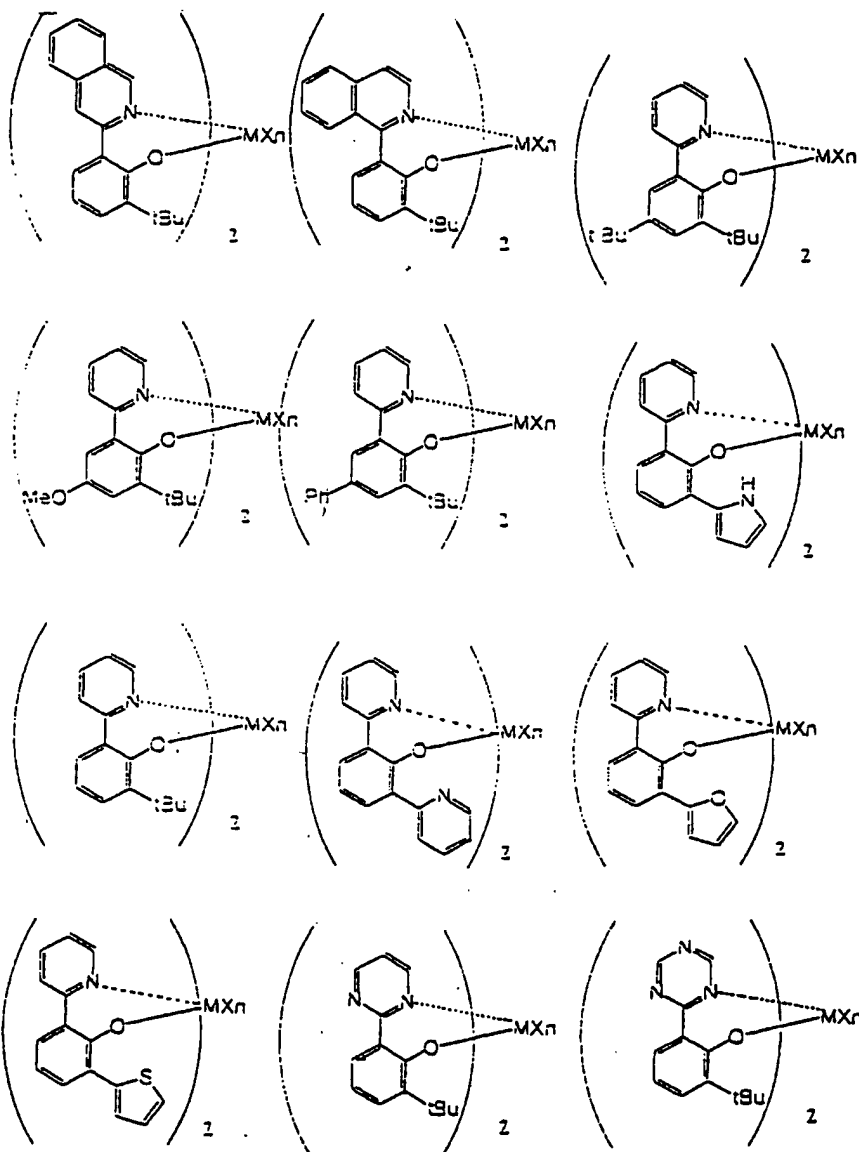 N N N
MXn MXn MXn
O O O
tBu tBu tBu tBu
2 2 2
N N N
MXn MXn MXn
O O O
H
N
MeO tBu Ph tBu
2 2 2
N N N
MXn MXn MXn
O O O
N O
tBu
2 2 2
N
N N N N N
MXn MXn MXn
O O O
S tBu tBu
2 2 2